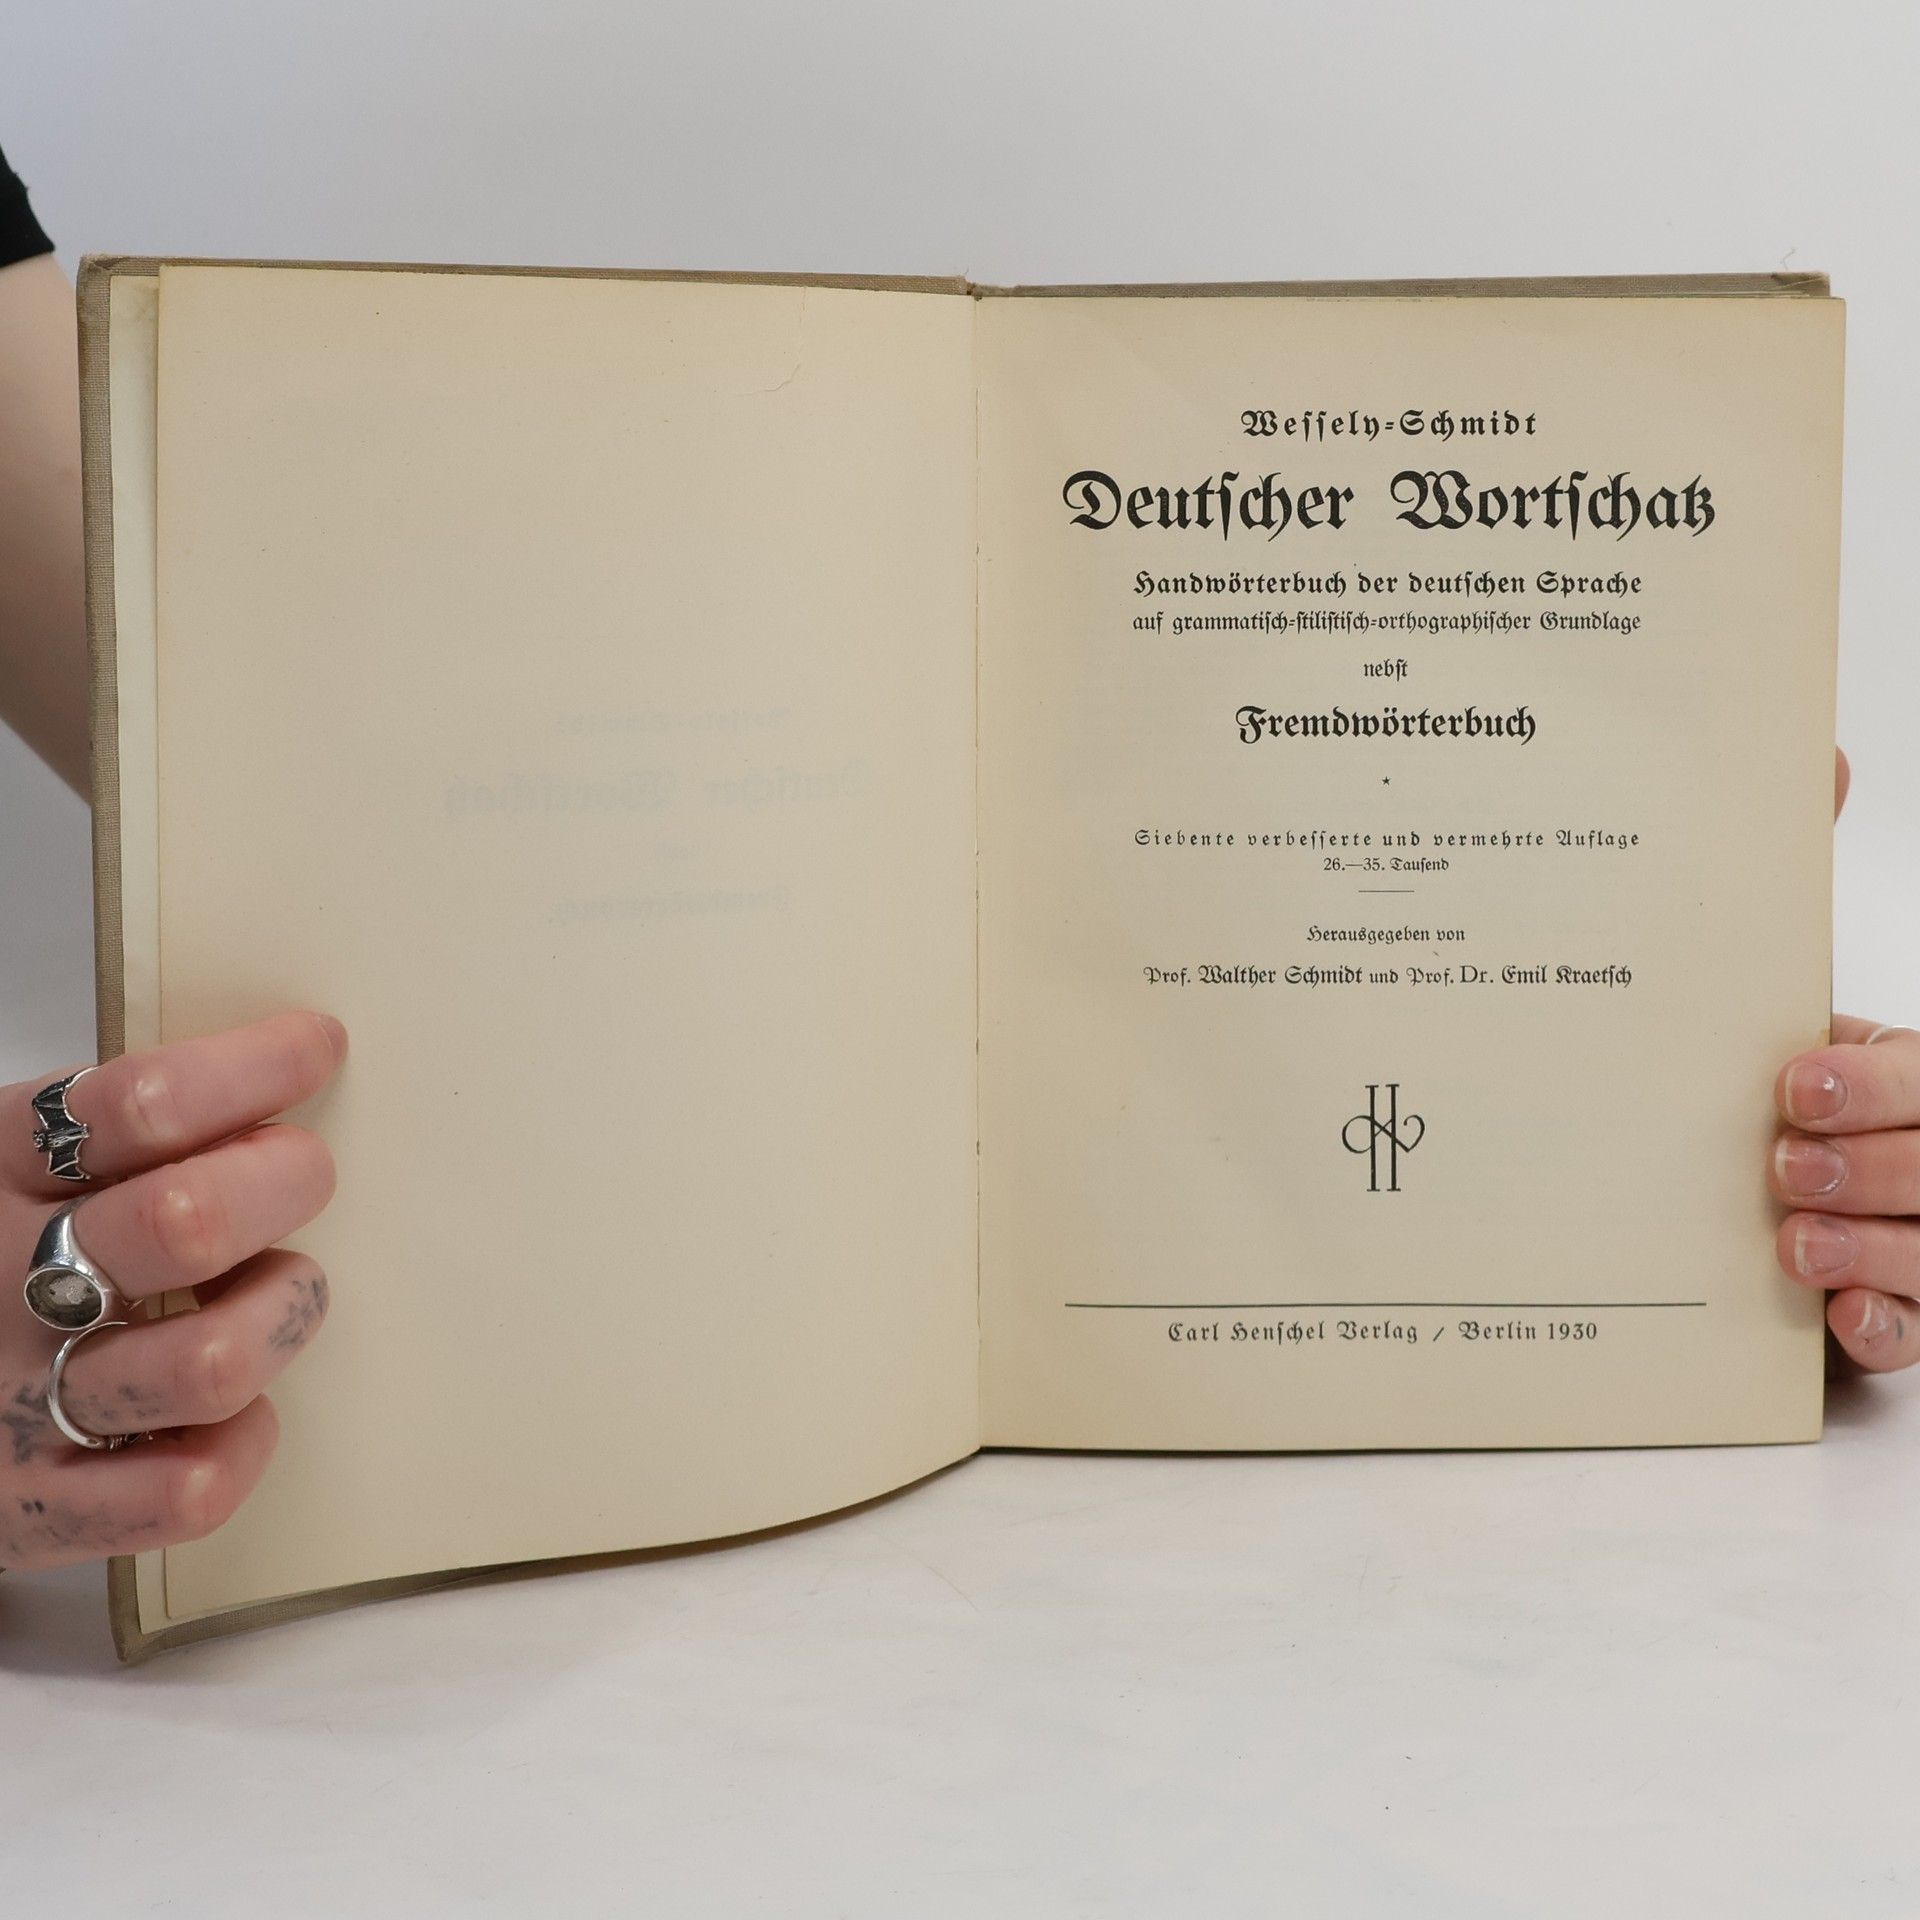 Weſſely-Schmidt
Deutſcher Wortſchatz
Handwörterbuch der deutſchen Sprache
auf grammatiſch-ſtiliſtiſch-orthographiſcher Grundlage
nebſt
Fremdwörterbuch
Siebente verbeſſerte und vermehrte Auflage
26.—35. Tauſend
Herausgegeben von
Prof. Walther Schmidt und Prof. Dr. Emil Kraetſch
Carl Henſchel Verlag / Berlin 1930